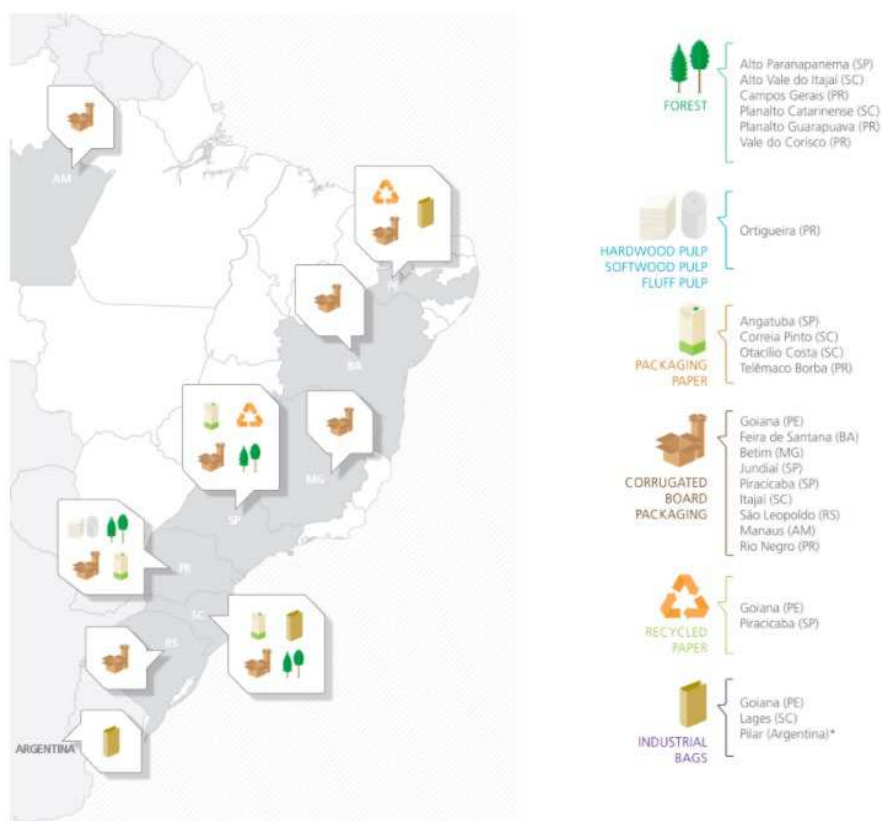 AM
PE
BA
MG
SP
PR
SC
RS
ARGENTINA
FOREST
Alto Paranapanema (SP)
Alto Vale do Itajaí (SC)
Campos Gerais (PR)
Planalto Catarinense (SC)
Planalto Guarapuava (PR)
Vale do Corisco (PR)
HARDWOOD PULP
SOFTWOOD PULP
FLUFF PULP
Ortigueira (PR)
PACKAGING
PAPER
Angatuba (SP)
Correia Pinto (SC)
Otacílio Costa (SC)
Telêmaco Borba (PR)
CORRUGATED
BOARD
PACKAGING
Goiana (PE)
Feira de Santana (BA)
Betim (MG)
Jundiaí (SP)
Piracicaba (SP)
Itajaí (SC)
São Leopoldo (RS)
Manaus (AM)
Rio Negro (PR)
RECYCLED
PAPER
Goiana (PE)
Piracicaba (SP)
INDUSTRIAL
BAGS
Goiana (PE)
Lages (SC)
Pilar (Argentina)*